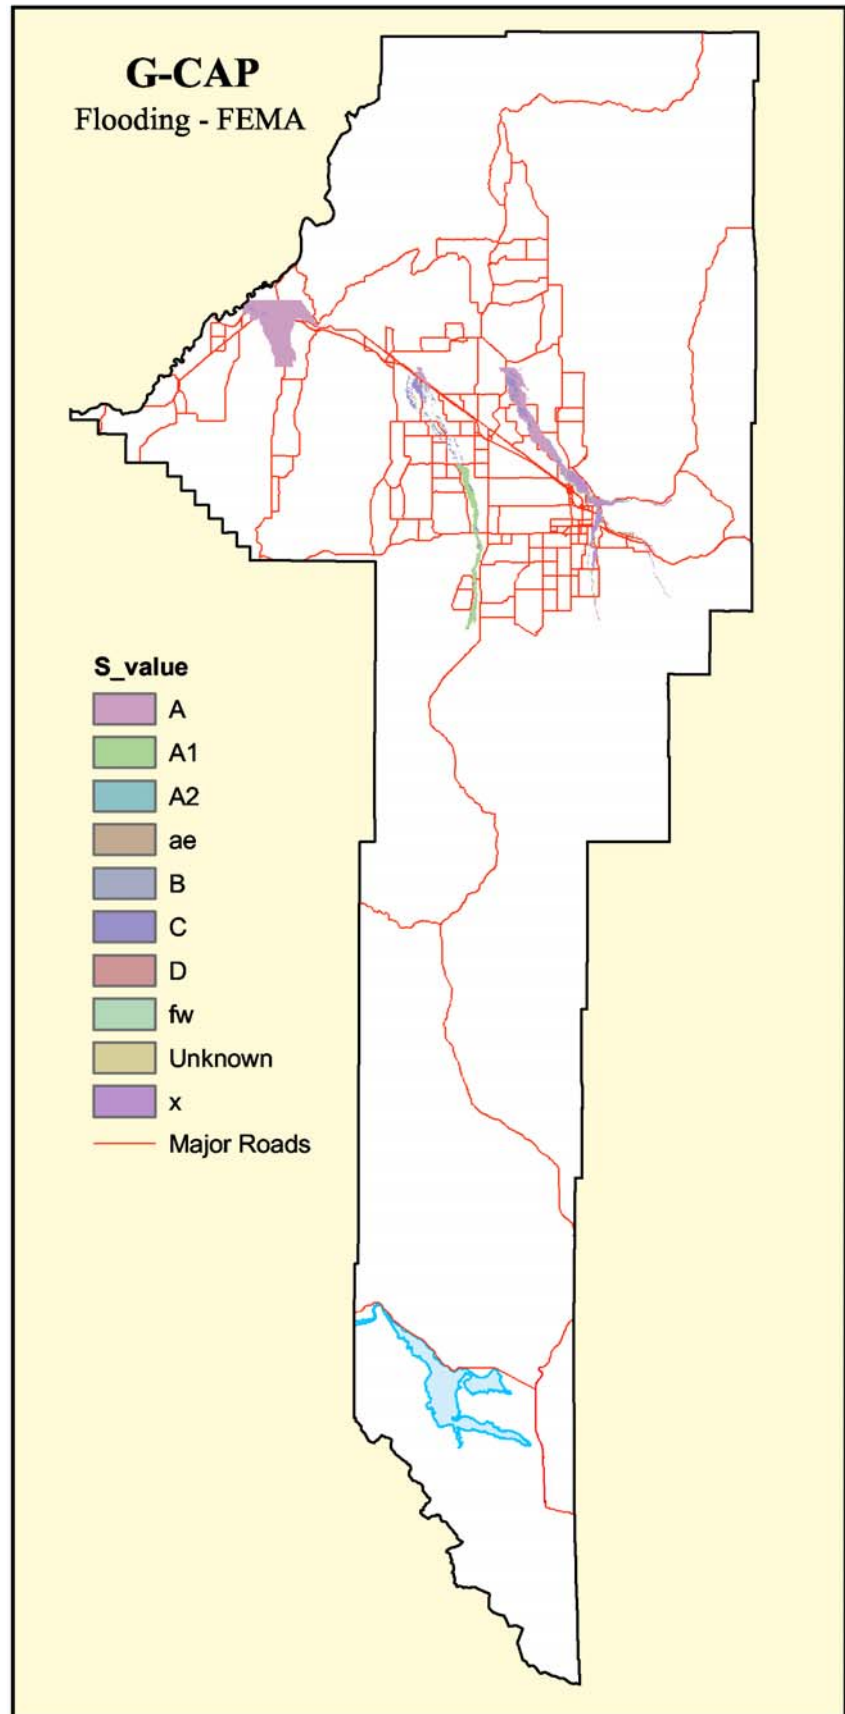 G-CAP
Flooding - FEMA
S_value
A
A1
A2
ae
B
C
D
fw
Unknown
x
Major Roads